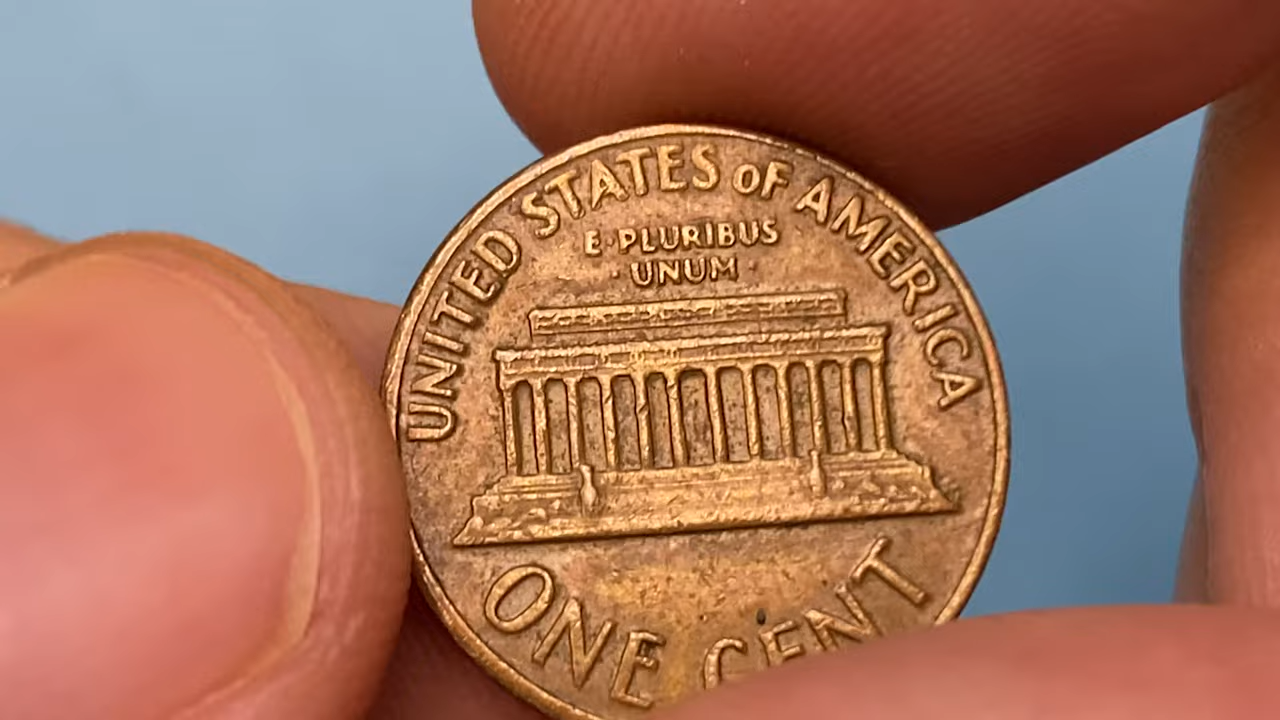 UNITED STATES OF AMERICA
E·PLURIBUS
·UNUM·
ONE CENT